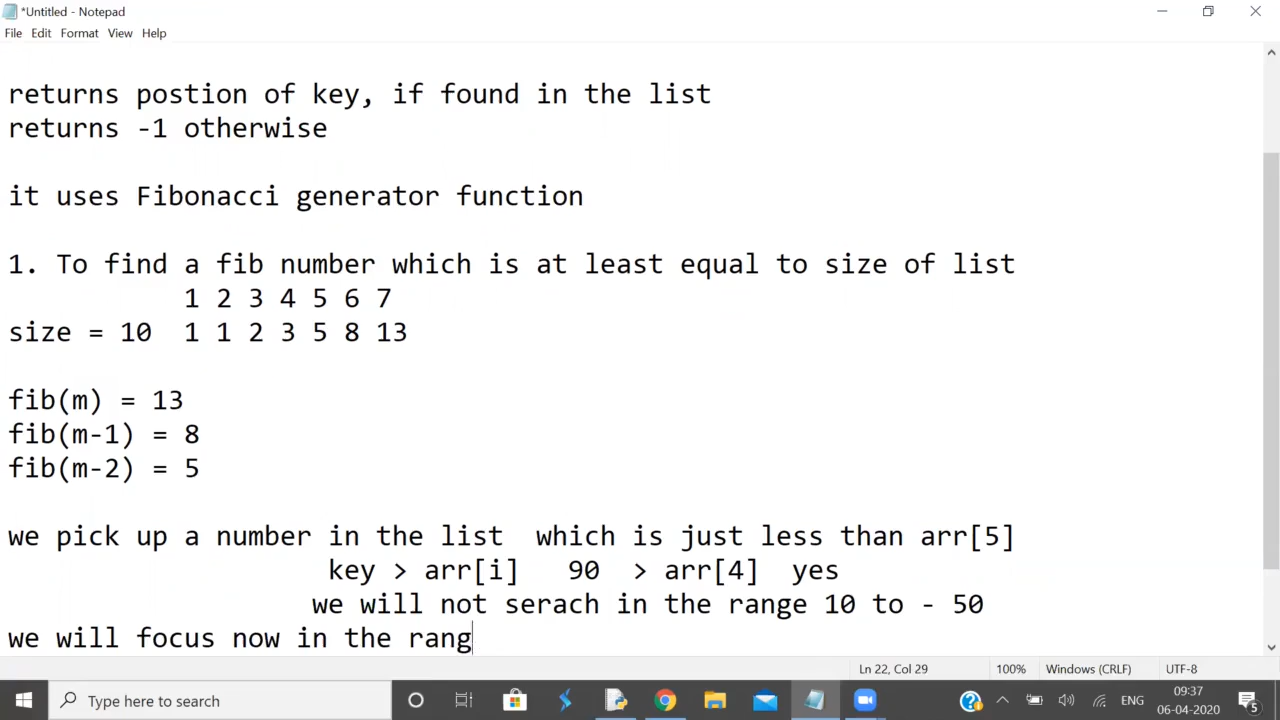 *Untitled - Notepad
File Edit Format View Help
returns postion of key, if found in the list
returns -1 otherwise
it uses Fibonacci generator function
1. To find a fib number which is at least equal to size of list
1 2 3 4 5 6 7
size = 10 1 1 2 3 5 8 13
fib(m) = 13
fib(m-1) = 8
fib(m-2) = 5
we pick up a number in the list which is just less than arr[5]
key > arr[i] 90 > arr[4] yes
we will not serach in the range 10 to - 50
we will focus now in the rang
Ln 22, Col 29 100% Windows (CRLF) UTF-8
Type here to search
ENG
09:37
06-04-2020
5